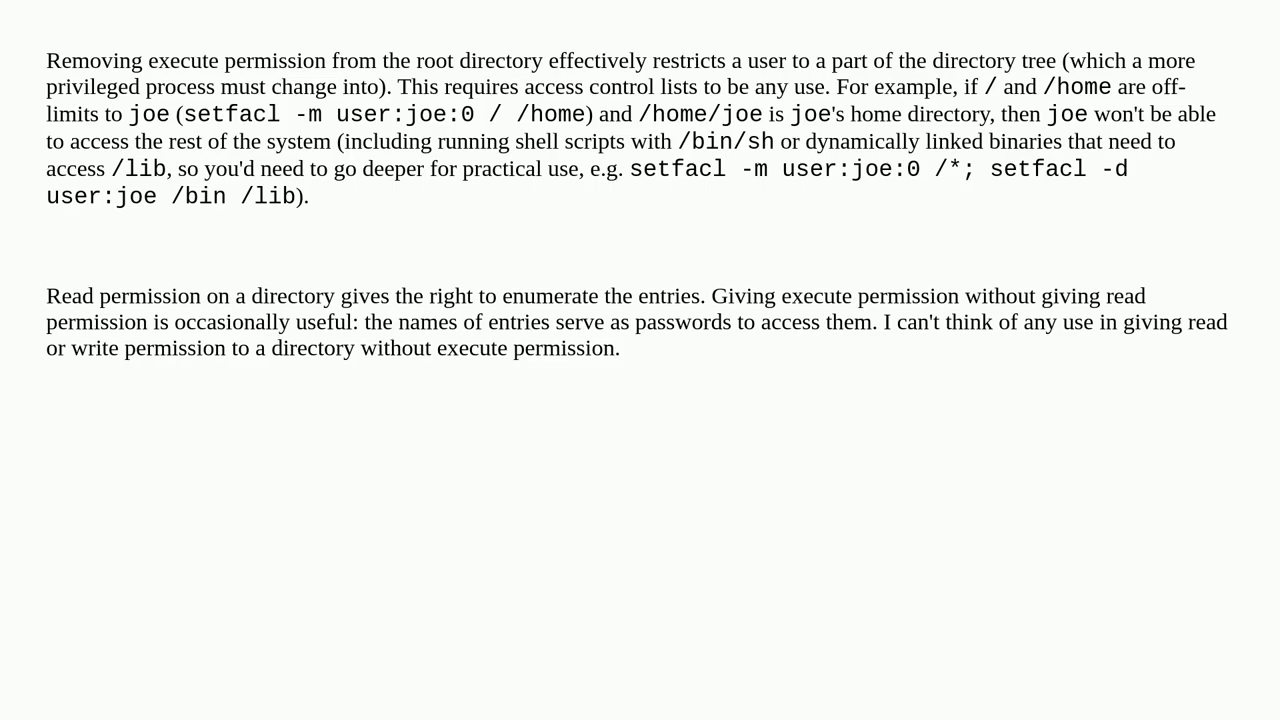 Removing execute permission from the root directory effectively restricts a user to a part of the directory tree (which a more
privileged process must change into). This requires access control lists to be any use. For example, if / and /home are off-
limits to joe (setfacl -m user:joe:0 / /home) and /home/joe is joe's home directory, then joe won't be able
to access the rest of the system (including running shell scripts with /bin/sh or dynamically linked binaries that need to
access /lib, so you'd need to go deeper for practical use, e.g. setfacl -m user:joe:0 /*; setfacl -d
user:joe /bin /lib).
Read permission on a directory gives the right to enumerate the entries. Giving execute permission without giving read
permission is occasionally useful: the names of entries serve as passwords to access them. I can't think of any use in giving read
or write permission to a directory without execute permission.